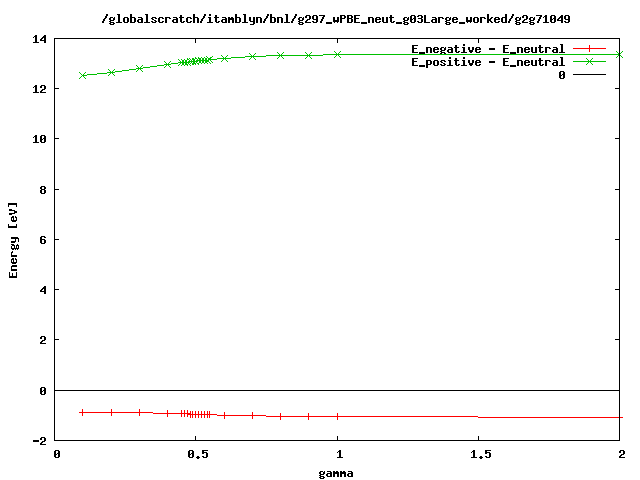 /globalscratch/itamblyn/bnl/g297_wPBE_neut_g03Large_worked/g2g71049
E_negative - E_neutral
E_positive - E_neutral
0
14
12
10
8
6
4
2
0
-2
Energy [eV]
0 0.5 1 1.5 2
gamma